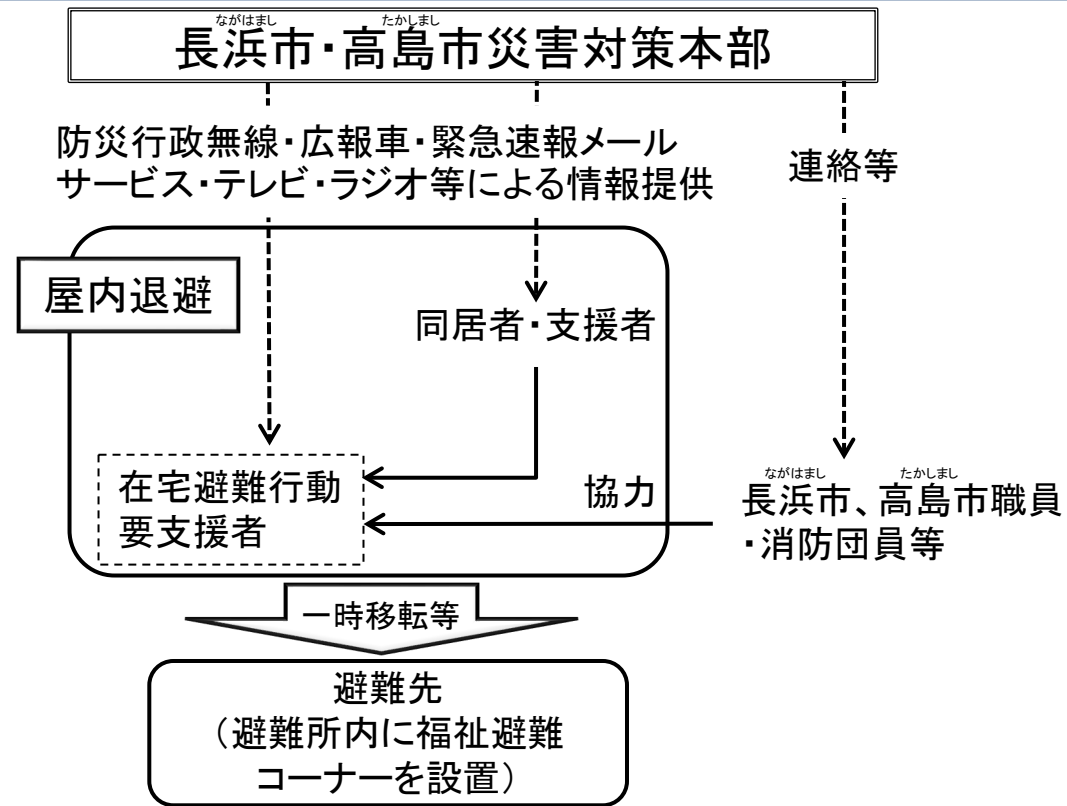 ながはまし たかしまし
長浜市・高島市災害対策本部
防災行政無線・広報車・緊急速報メール
サービス・テレビ・ラジオ等による情報提供
連絡等
屋内退避
同居者・支援者
在宅避難行動
要支援者
協力
ながはまし たかしまし
長浜市、高島市職員
・消防団員等
一時移転等
避難先
（避難所内に福祉避難
コーナーを設置）